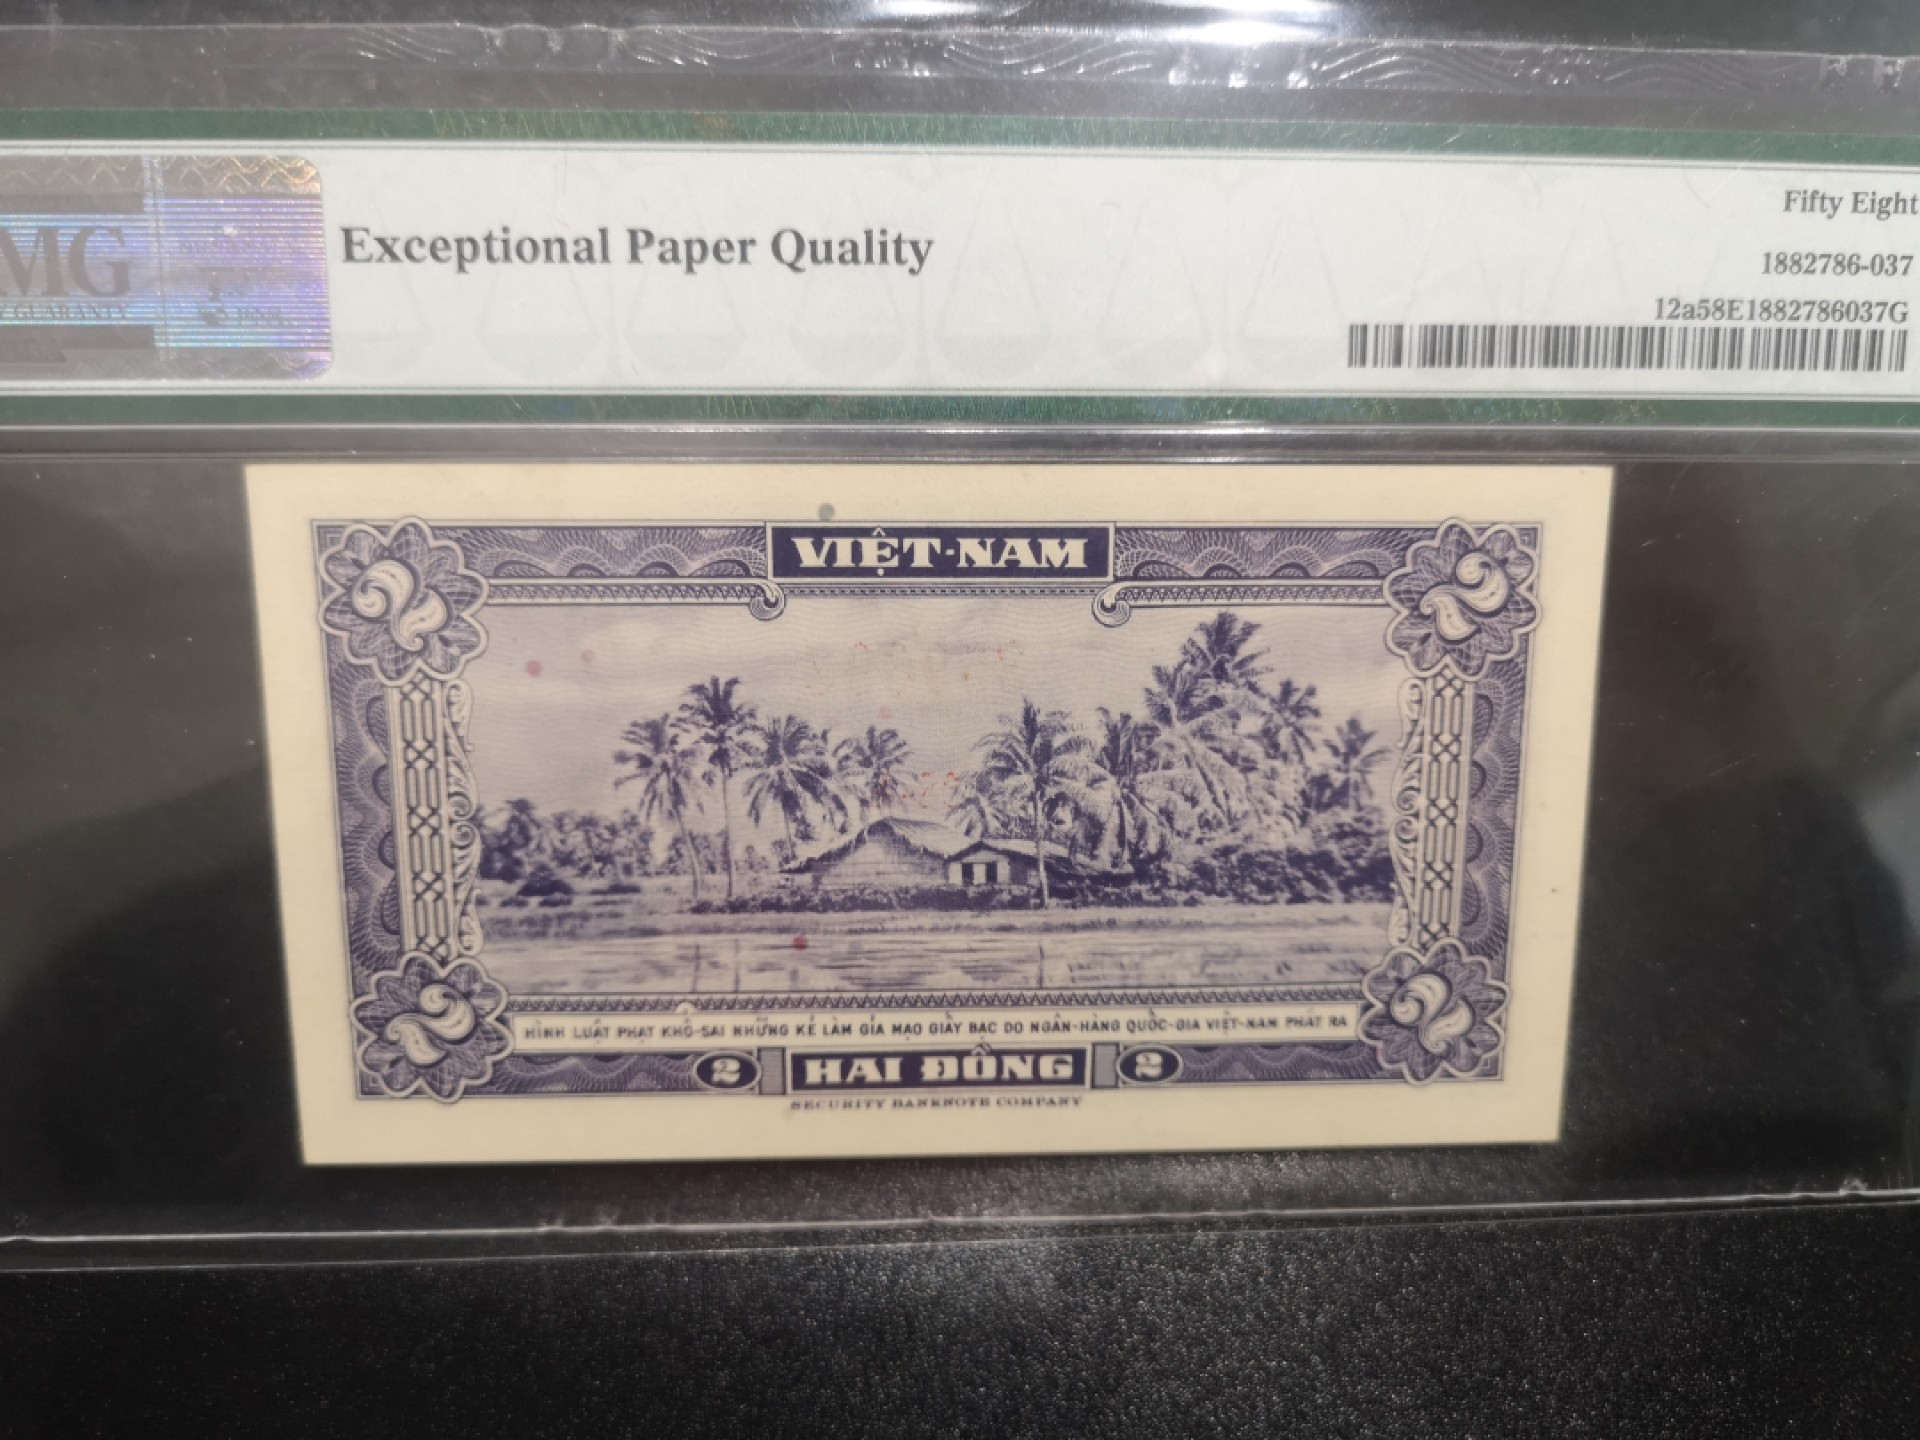 MG
Y GUARANTY
Exceptional Paper Quality
Fifty Eight
1882786-037
12a58E1882786037G
VIỆT-NAM
2 2
HÌNH LUẬT PHẠT KHỔ-SAI NHỮNG KẺ LÀM GIẢ MẠO GIẤY BẠC DO NGÂN-HÀNG QUỐC-GIA VIỆT-NAM PHÁT RA
2 2
2 HAI ĐỒNG 2
SECURITY BANKNOTE COMPANY